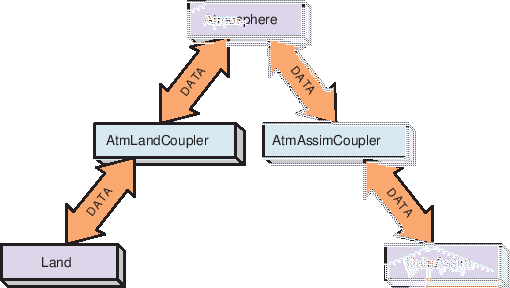 Atmosphere
DATA
DATA
AtmLandCoupler
AtmAssimCoupler
DATA
DATA
Land